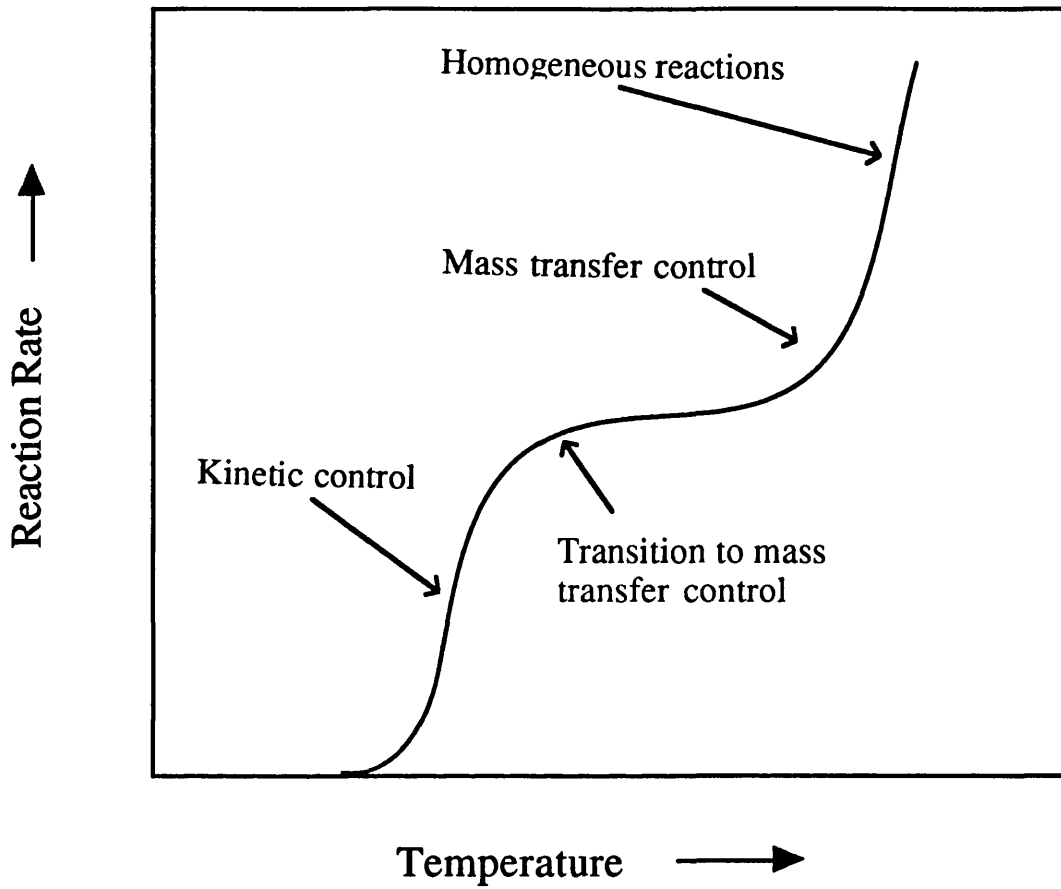 Homogeneous reactions
Mass transfer control
Kinetic control
Transition to mass
transfer control
Reaction Rate
Temperature